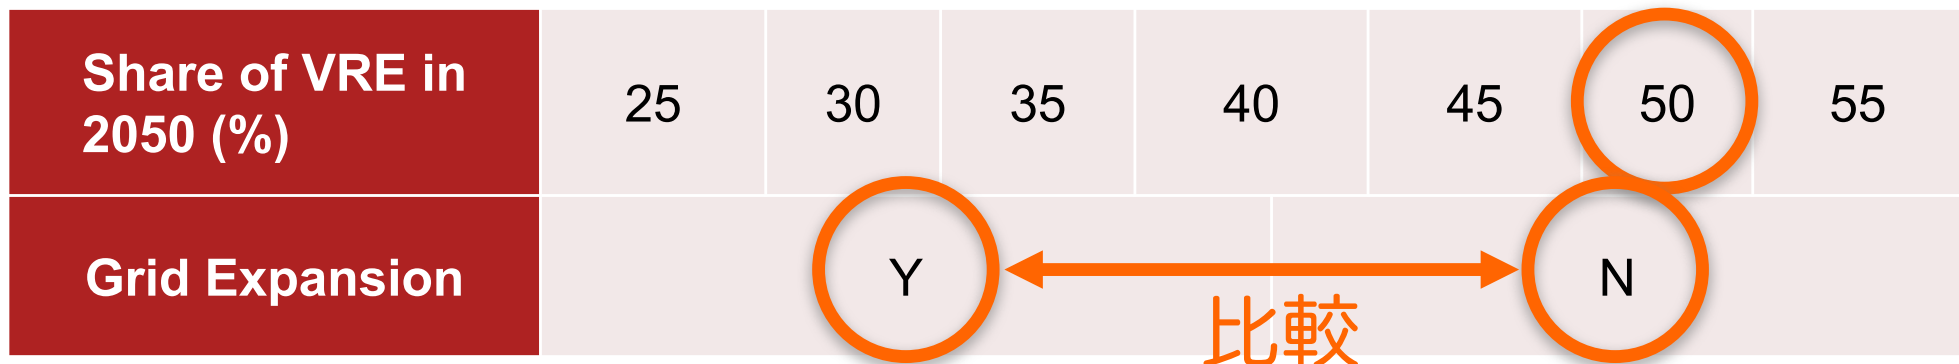 Share of VRE in
2050 (%)
25 30 35 40 45 50 55
Grid Expansion
Y N
比較